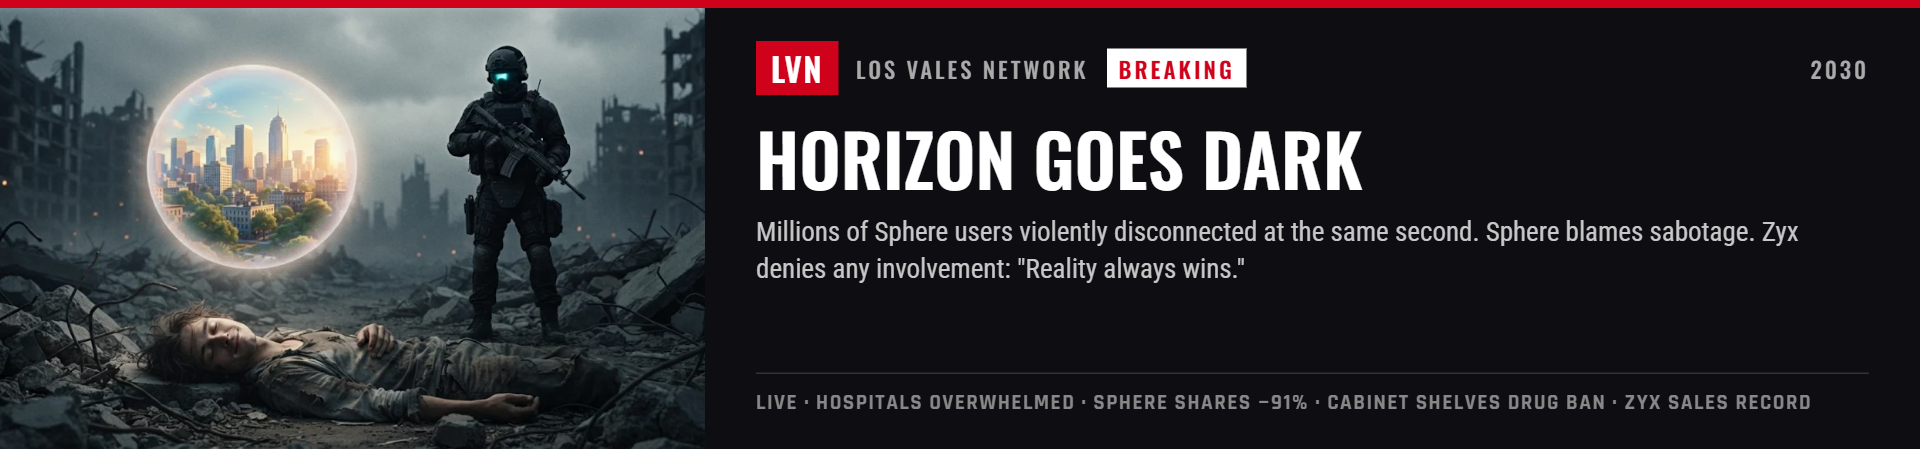 LVN LOS VALES NETWORK BREAKING 2030
HORIZON GOES DARK
Millions of Sphere users violently disconnected at the same second. Sphere blames sabotage. Zyx
denies any involvement: "Reality always wins."
LIVE · HOSPITALS OVERWHELMED · SPHERE SHARES −91% · CABINET SHELVES DRUG BAN · ZYX SALES RECORD